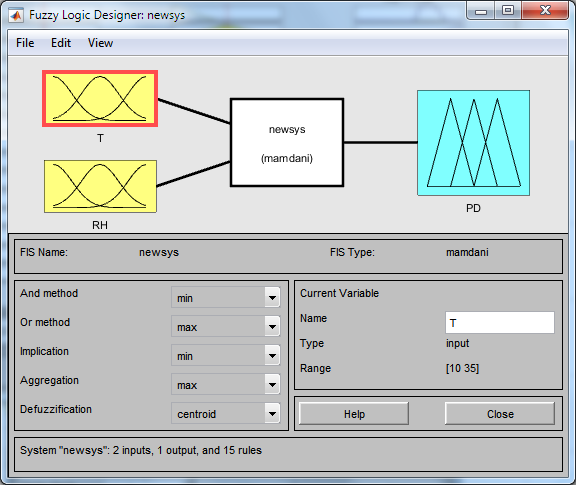 Fuzzy Logic Designer: newsys
File Edit View
T
newsys
(mamdani)
RH
PD
FIS Name: newsys FIS Type: mamdani
And method min
Or method max
Implication min
Aggregation max
Defuzzification centroid
Current Variable
Name T
Type input
Range [10 35]
Help Close
System "newsys": 2 inputs, 1 output, and 15 rules